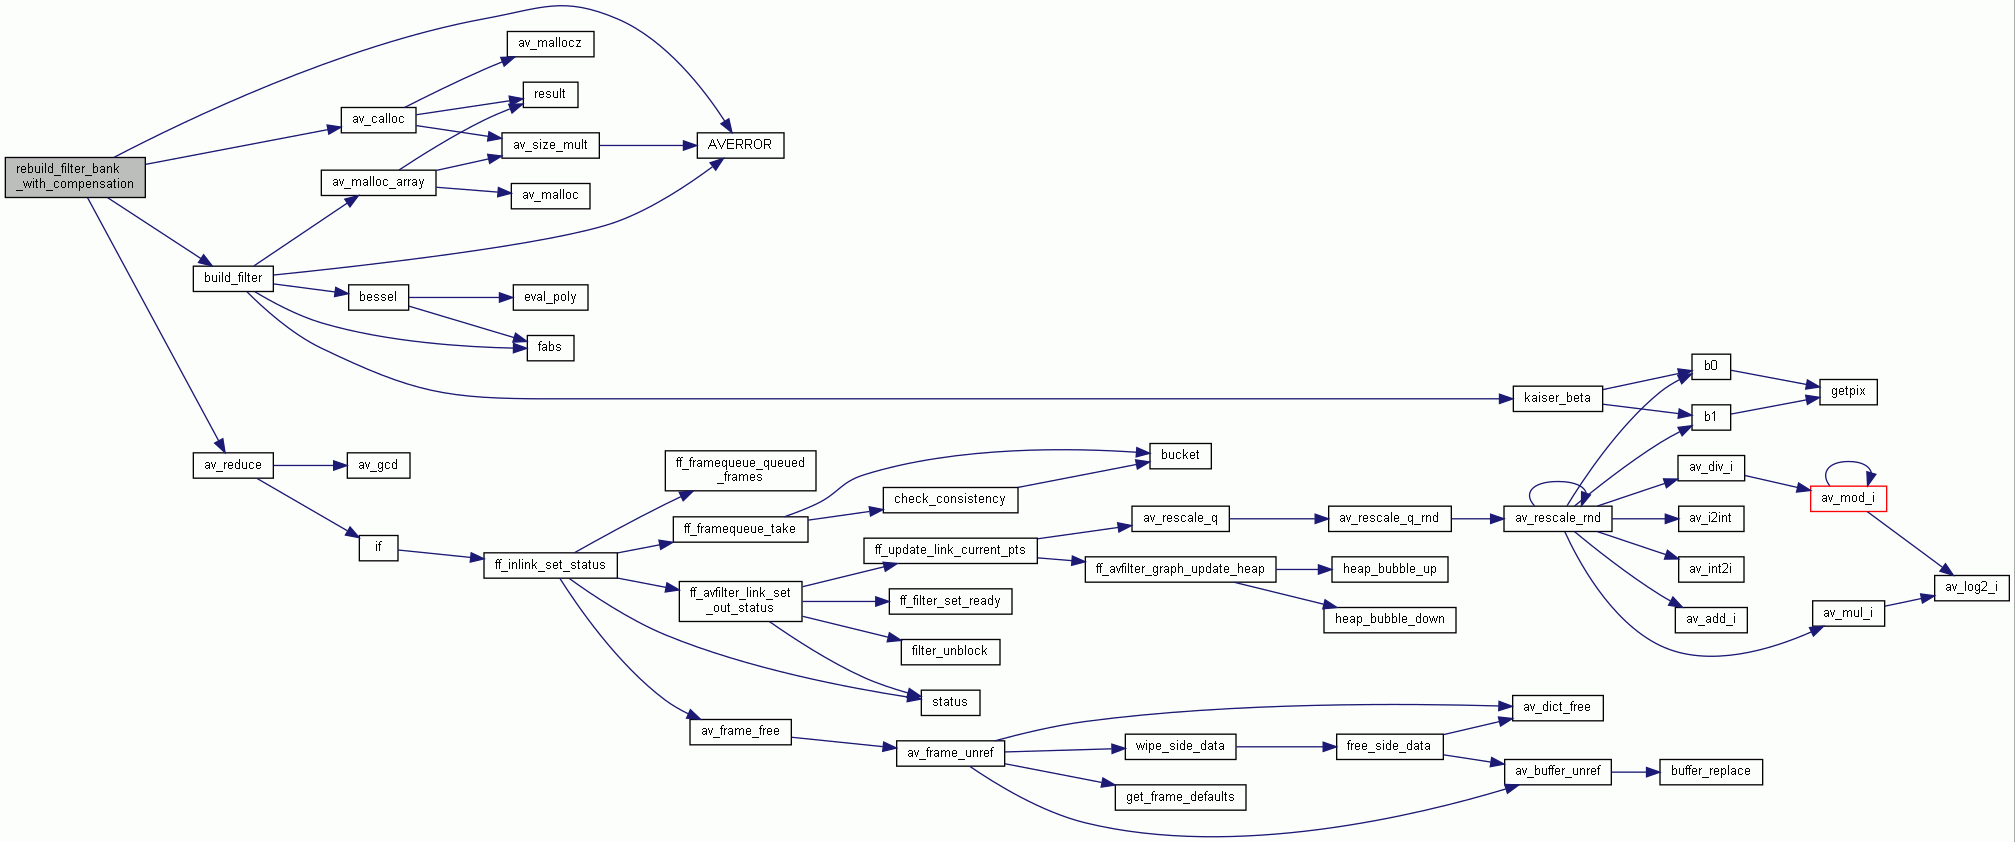 rebuild_filter_bank
_with_compensation
av_calloc
av_mallocz
result
av_size_mult
AVERROR
av_malloc_array
av_malloc
build_filter
bessel
eval_poly
fabs
kaiser_beta
b0
b1
getpix
av_reduce
av_gcd
if
ff_inlink_set_status
ff_framequeue_queued
_frames
ff_framequeue_take
check_consistency
bucket
ff_avfilter_link_set
_out_status
ff_update_link_current_pts
ff_filter_set_ready
filter_unblock
status
av_rescale_q
av_rescale_q_rnd
av_rescale_rnd
ff_avfilter_graph_update_heap
heap_bubble_up
heap_bubble_down
av_div_i
av_i2int
av_int2i
av_add_i
av_mod_i
av_mul_i
av_log2_i
av_frame_free
av_frame_unref
wipe_side_data
get_frame_defaults
free_side_data
av_dict_free
av_buffer_unref
buffer_replace